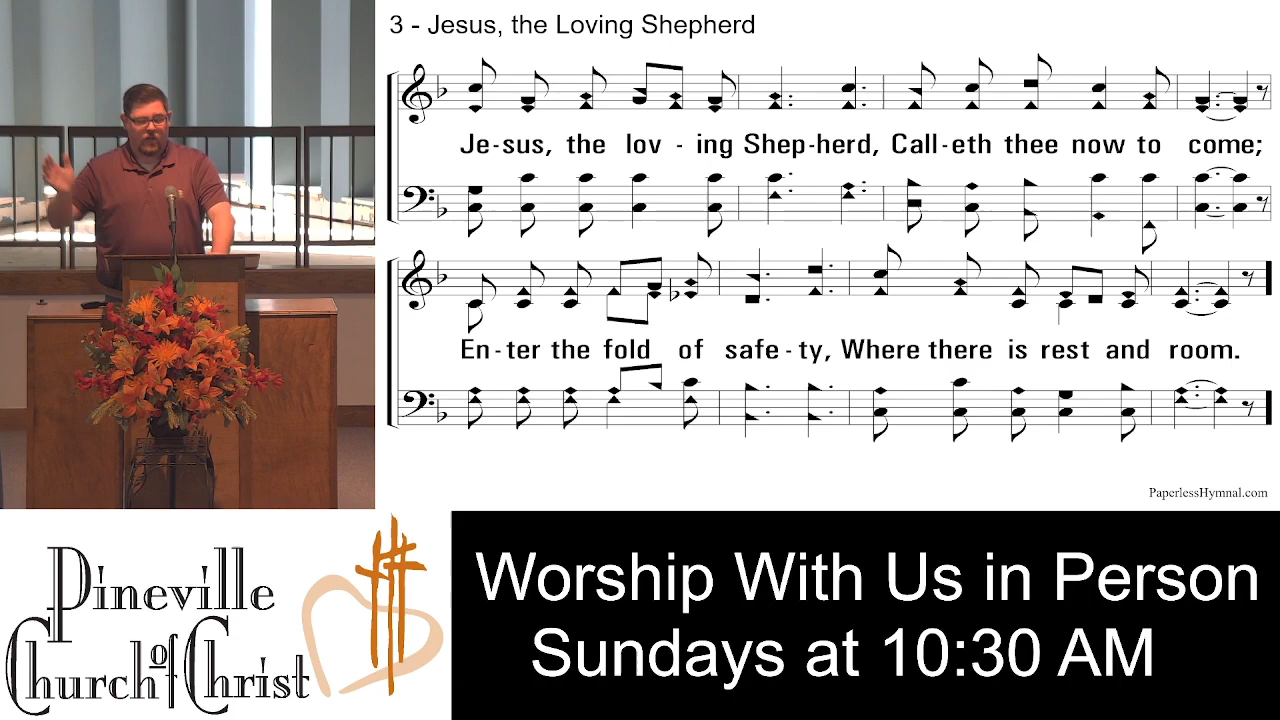 3 - Jesus, the Loving Shepherd
Je-sus, the lov - ing Shep-herd, Call-eth thee now to come;
En-ter the fold of safe-ty, Where there is rest and room.
PaperlessHymnal.com
Pineville
Church of Christ
Worship With Us in Person
Sundays at 10:30 AM